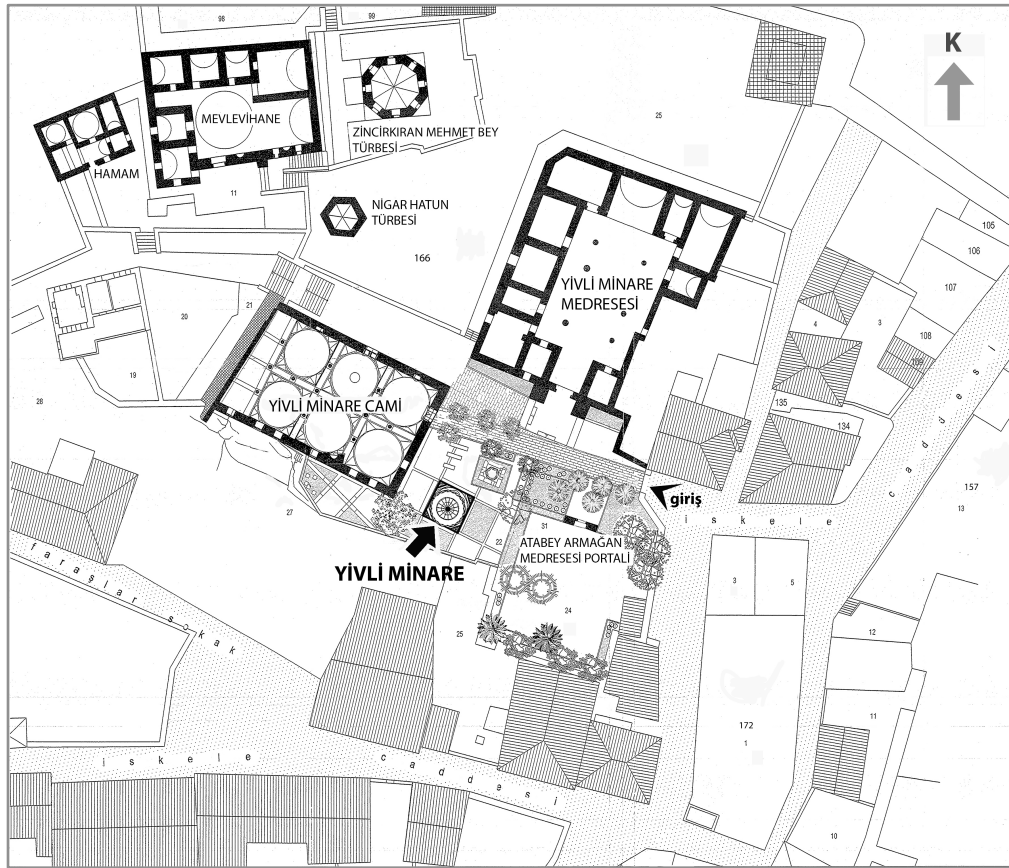 98
99
K
MEVLEVIHANE
ZİNCİRKIRAN MEHMET BEY
TÜRBESİ
25
HAMAM
11
NİGAR HATUN
TÜRBESİ
166
105
106
107
YİVLİ MİNARE
MEDRESESİ
20
21
4
3
108
109
19
28
YİVLİ MİNARE CAMİ
135
134
caddesi
157
13
giriş
iskele
27
22
31
ATABEY ARMAĞAN
MEDRESESİ PORTALİ
YİVLİ MİNARE
faraşlar sokak
24
25
3
5
12
11
172
1
iskele caddesi
10